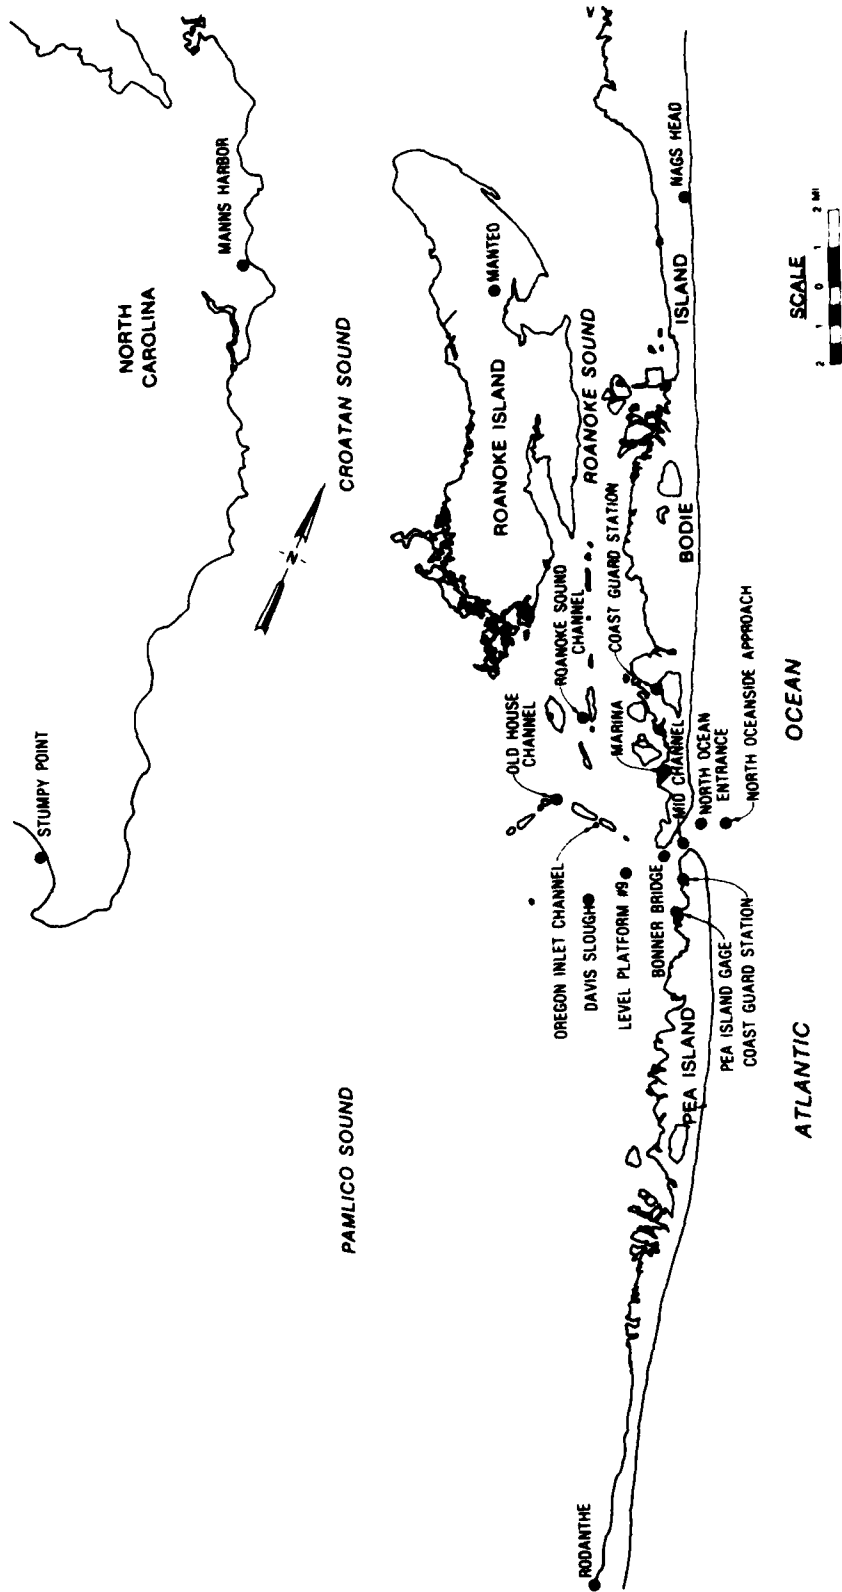 STUMPY POINT
NORTH
CAROLINA
MANNS HARBOR
CROATAN SOUND
N
PAMLICO SOUND
ROANOKE ISLAND
MANTEO
ROANOKE SOUND
OLD HOUSE
CHANNEL
ROANOKE SOUND
CHANNEL
COAST GUARD STATION
MARINA
OREGON INLET CHANNEL
DAVIS SLOUGH
LEVEL PLATFORM #9
BONNER BRIDGE
MID CHANNEL
NORTH OCEAN
ENTRANCE
NORTH OCEANSIDE APPROACH
RODANTHE
PEA ISLAND
PEA ISLAND GAGE
COAST GUARD STATION
BODIE
ISLAND
NAGS HEAD
ATLANTIC
OCEAN
SCALE
2 1 0 1 2 MI